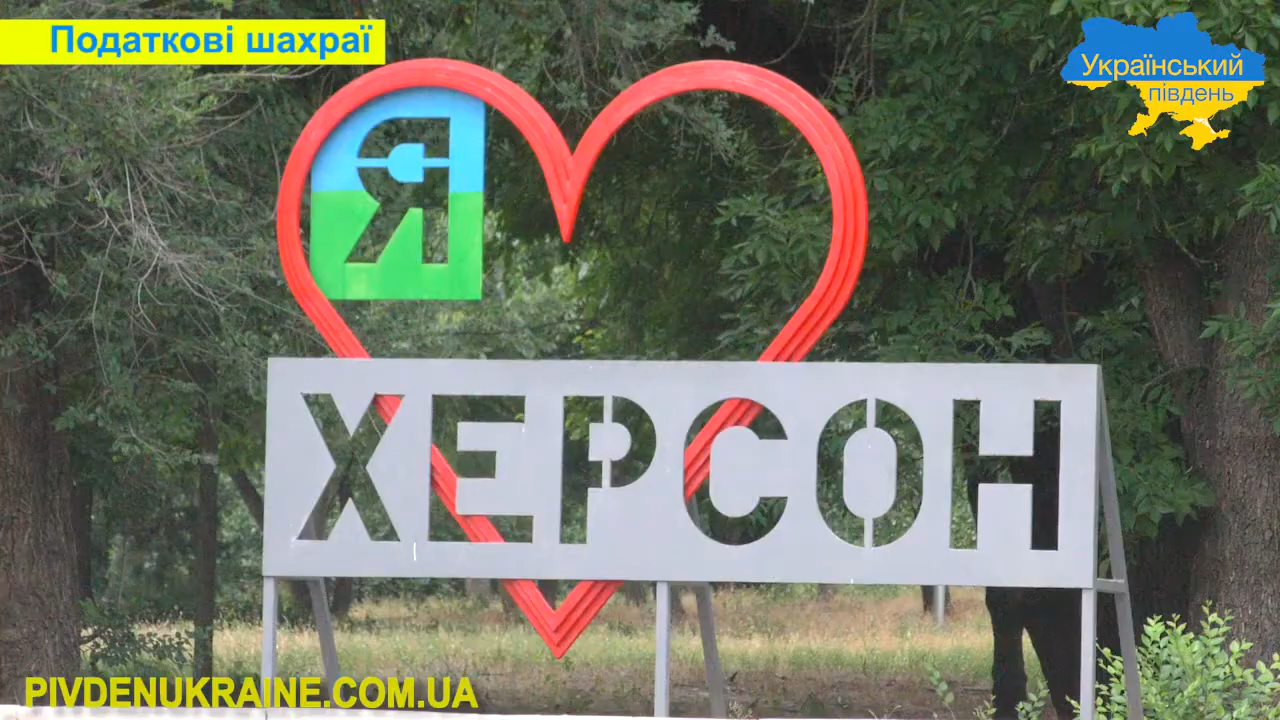 Податкові шахраї
Український
південь
Я
ХЕРСОН
PIVDENUKRAINE.COM.UA